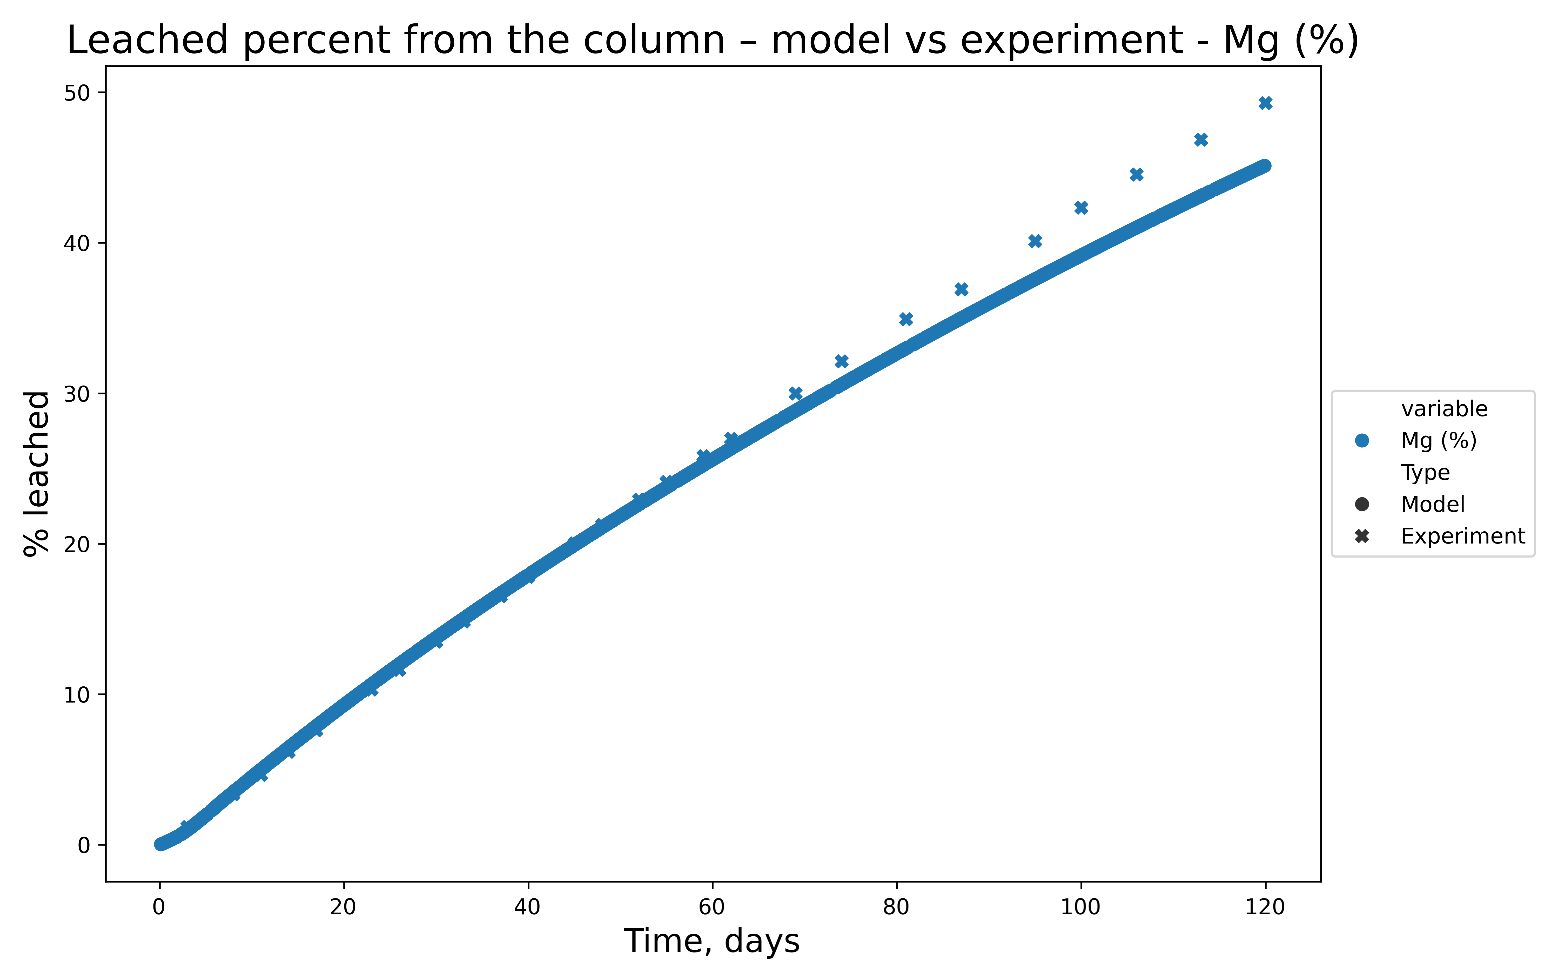 Leached percent from the column – model vs experiment - Mg (%)
50
40
30
20
10
0
% leached
0 20 40 60 80 100 120
Time, days
variable
Mg (%)
Type
Model
Experiment